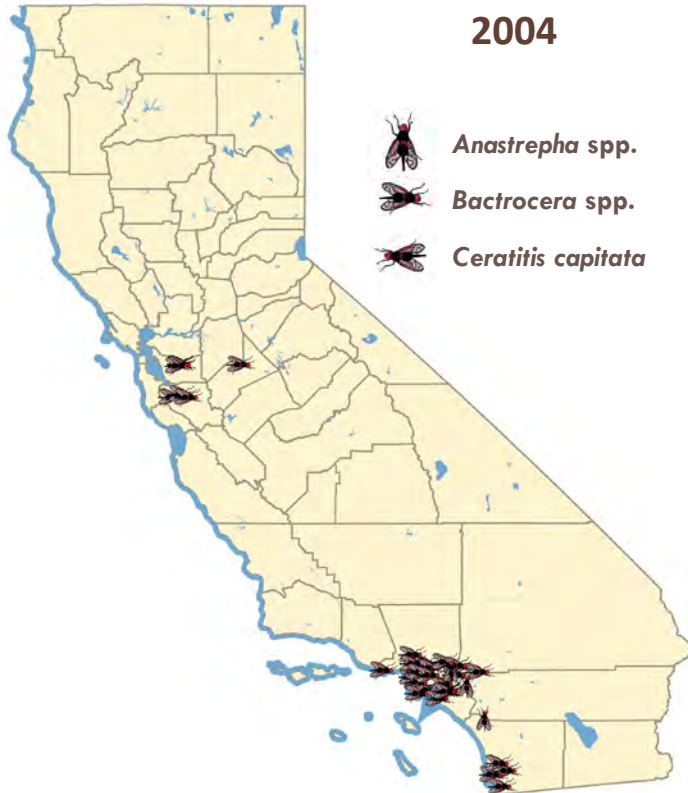 2004
Anastrepha spp.
Bactrocera spp.
Ceratitis capitata